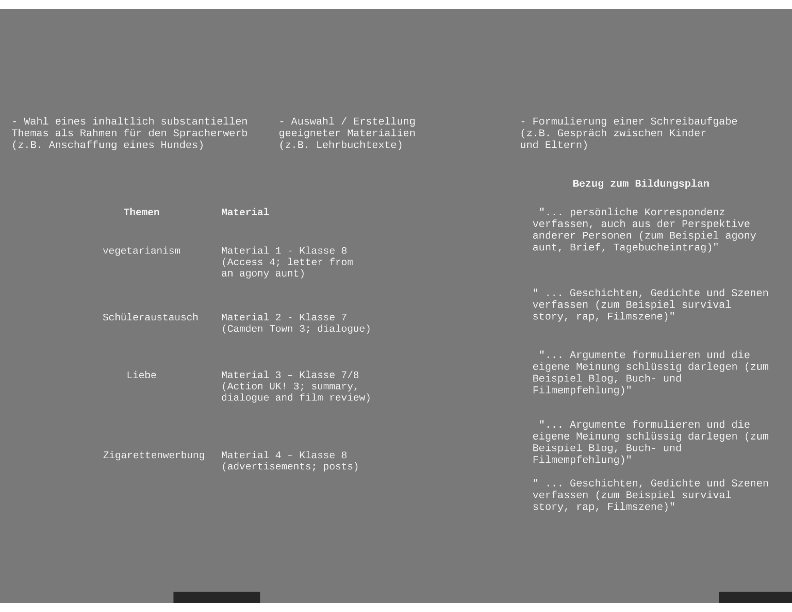 - Wahl eines inhaltlich substantiellen
Themas als Rahmen für den Spracherwerb
(z.B. Anschaffung eines Hundes)
- Auswahl / Erstellung
geeigneter Materialien
(z.B. Lehrbuchtexte)
- Formulierung einer Schreibaufgabe
(z.B. Gespräch zwischen Kinder
und Eltern)
Bezug zum Bildungsplan
Themen
Material
"... persönliche Korrespondenz
verfassen, auch aus der Perspektive
anderer Personen (zum Beispiel agony
aunt, Brief, Tagebucheintrag)"
vegetarianism
Material 1 - Klasse 8
(Access 4; letter from
an agony aunt)
" ... Geschichten, Gedichte und Szenen
verfassen (zum Beispiel survival
story, rap, Filmszene)"
Schüleraustausch
Material 2 - Klasse 7
(Camden Town 3; dialogue)
"... Argumente formulieren und die
eigene Meinung schlüssig darlegen (zum
Beispiel Blog, Buch- und
Filmempfehlung)"
Liebe
Material 3 – Klasse 7/8
(Action UK! 3; summary,
dialogue and film review)
"... Argumente formulieren und die
eigene Meinung schlüssig darlegen (zum
Beispiel Blog, Buch- und
Filmempfehlung)"
Zigarettenwerbung
Material 4 – Klasse 8
(advertisements; posts)
" ... Geschichten, Gedichte und Szenen
verfassen (zum Beispiel survival
story, rap, Filmszene)"